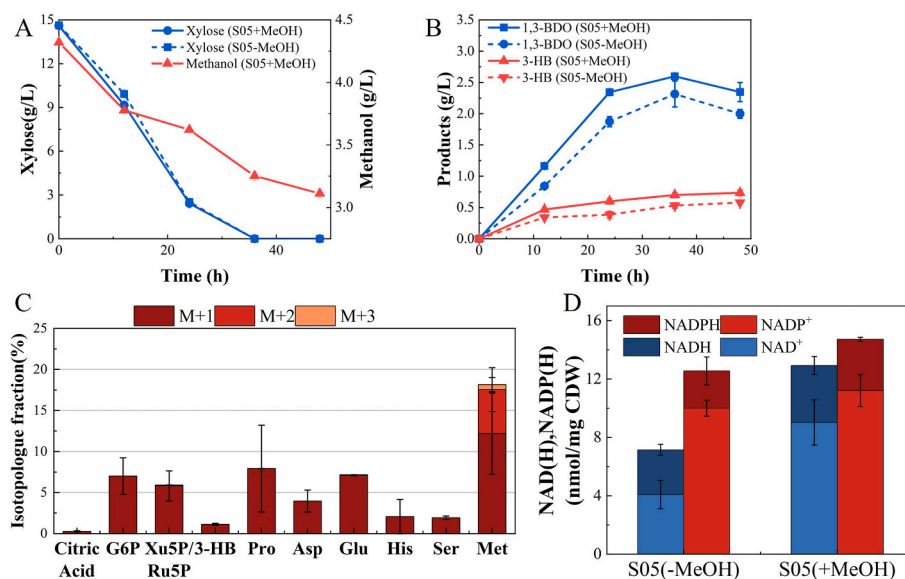 A
Xylose (S05+MeOH)
Xylose (S05-MeOH)
Methanol (S05+MeOH)
Xylose(g/L)
15
12
9
6
3
0
4.5
4.0
3.5
3.0
Methanol (g/L)
0 12 24 36 48
Time (h)
B
1,3-BDO (S05+MeOH)
1,3-BDO (S05-MeOH)
3-HB (S05+MeOH)
3-HB (S05-MeOH)
Products (g/L)
3.5
3.0
2.5
2.0
1.5
1.0
0.5
0.0
0 10 20 30 40 50
Time (h)
C
M+1 M+2 M+3
Isotopologue fraction(%)
25
20
15
10
5
0
Citric Acid
G6P
Xu5P/Ru5P
3-HB
Pro
Asp
Glu
His
Ser
Met
D
NADPH NADP+
NADH NAD+
NAD(H),NADP(H)
(nmol/mg CDW)
16
12
8
4
0
S05(-MeOH) S05(+MeOH)